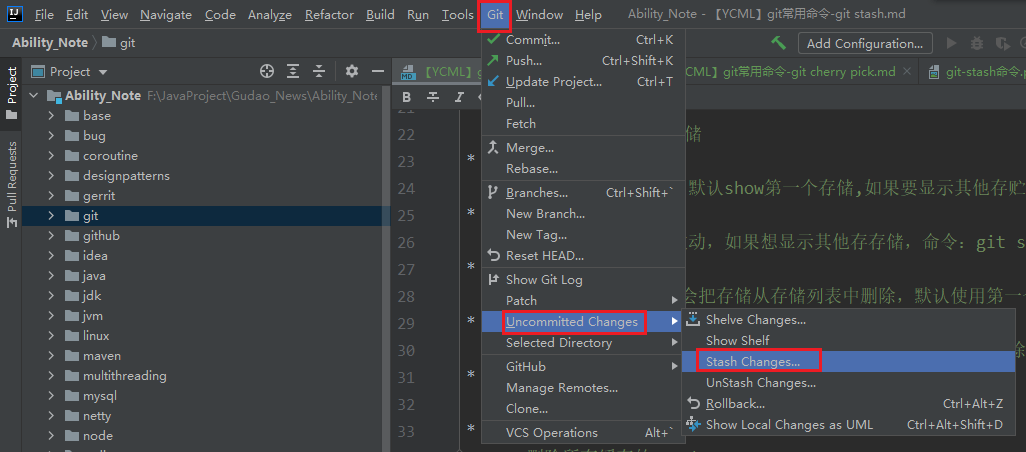 File Edit View Navigate Code Analyze Refactor Build Run Tools Git Window Help Ability_Note - 【YCML】git常用命令-git stash.md
Ability_Note git
Add Configuration...
Project
【YCML】
git常用命令-git cherry pick.md
Project
Pull Requests
Ability_Note F:\JavaProject\Gudao_News\Ability_Note
base
bug
coroutine
designpatterns
gerrit
git
github
idea
java
jdk
jvm
linux
maven
multithreading
mysql
netty
node
B I
21
22
23 *
24 默认show第一个存储,如果要显示其他存贮
25 *
26 动，如果想显示其他存存储，命令：git s
27 *
28 会把存储从存储列表中删除，默认使用第一
29 *
30
31 *
32
33 *
Commit... Ctrl+K
Push... Ctrl+Shift+K
Update Project... Ctrl+T
Pull...
Fetch
Merge...
Rebase...
Branches... Ctrl+Shift+`
New Branch...
New Tag...
Reset HEAD...
Show Git Log
Patch
Uncommitted Changes
Selected Directory
GitHub
Manage Remotes...
Clone...
VCS Operations Alt+`
Shelve Changes...
Show Shelf
Stash Changes...
UnStash Changes...
Rollback... Ctrl+Alt+Z
Show Local Changes as UML Ctrl+Alt+Shift+D